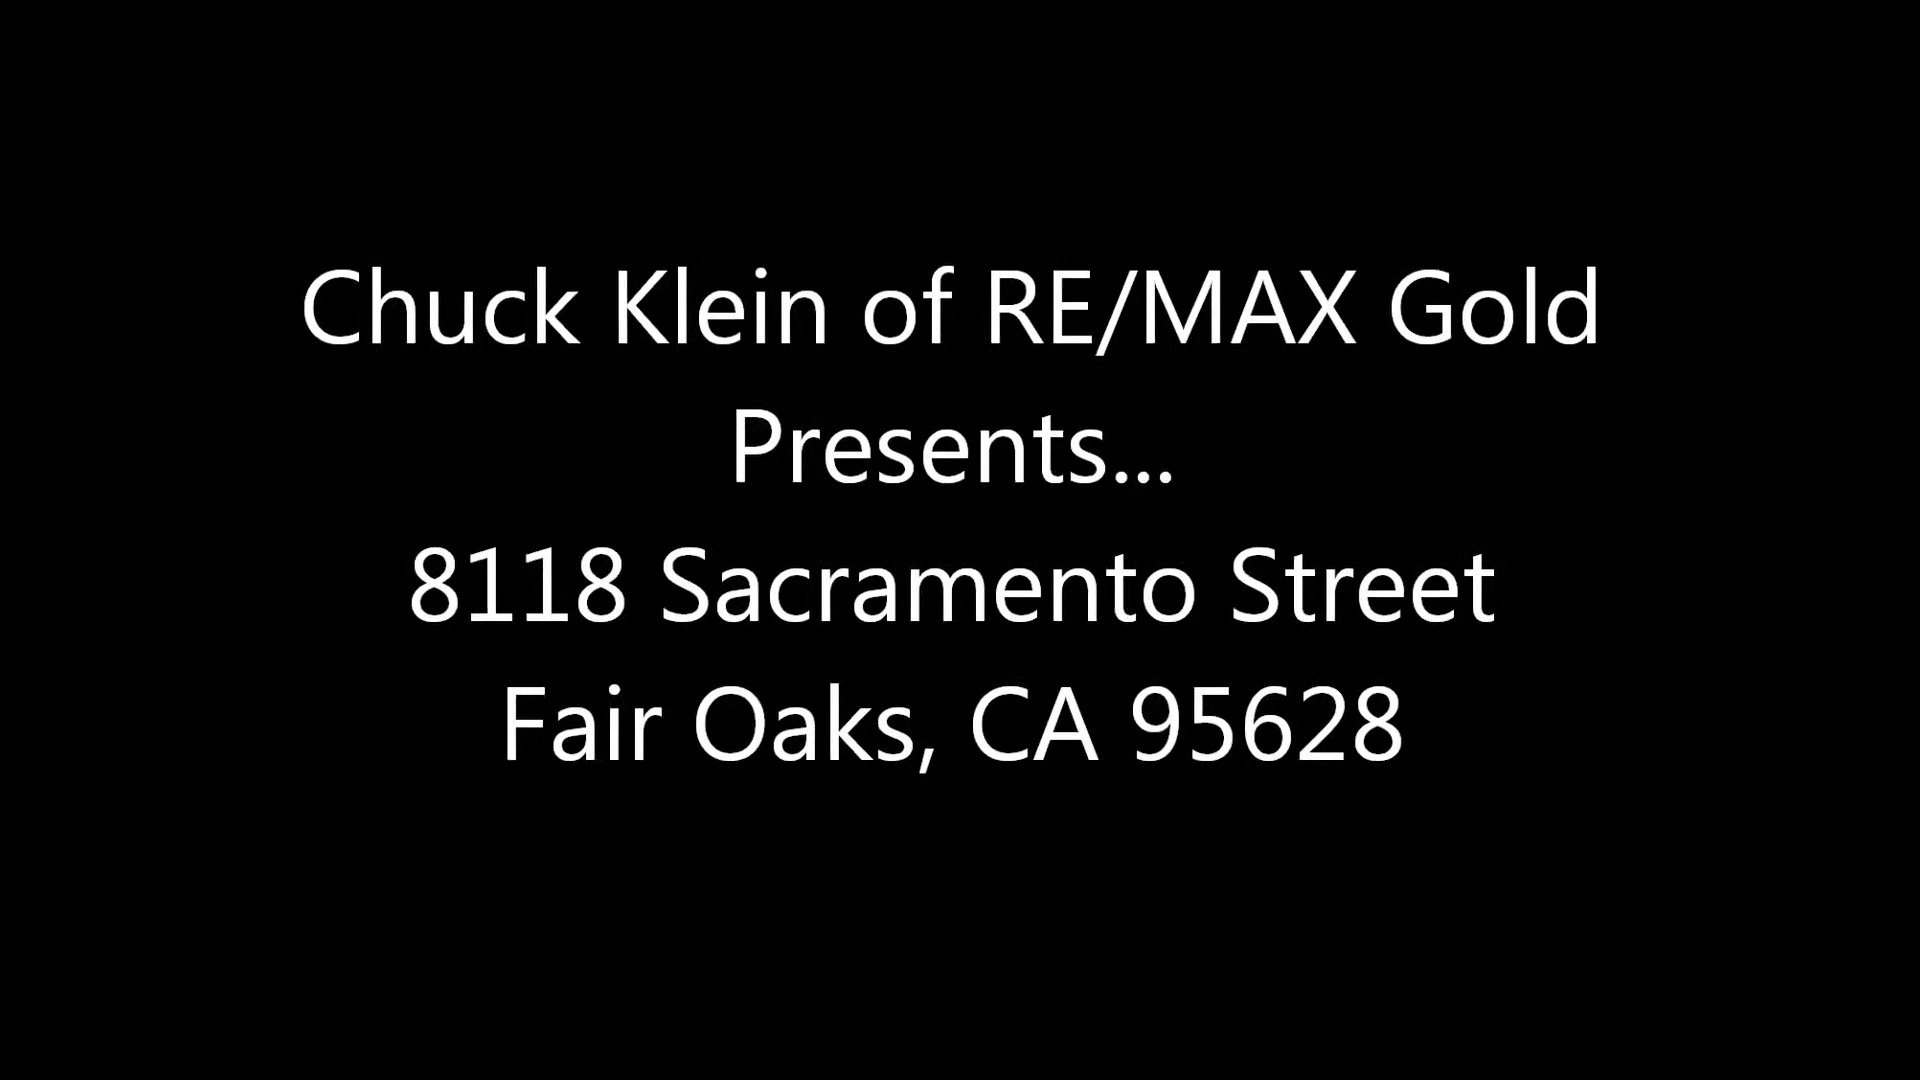 Chuck Klein of RE/MAX Gold
Presents...
8118 Sacramento Street
Fair Oaks, CA 95628